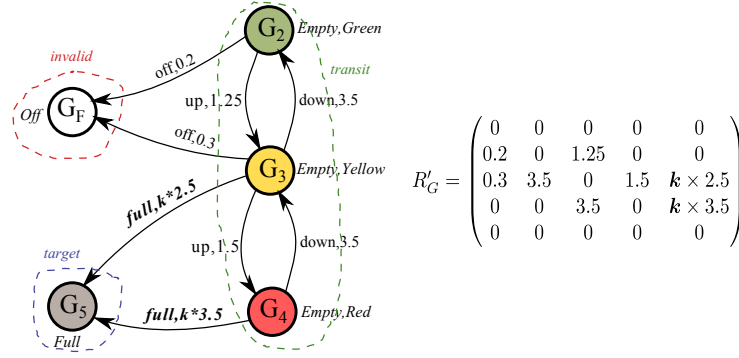 G2
Empty,Green
invalid
off,0.2
transit
Off
GF
up,1.25
down,3.5
off,0.3
G3
Empty,Yellow
full,k*2.5
up,1.5
down,3.5
target
G5
full,k*3.5
G4
Empty,Red
Full
R'G =
0 0 0 0 0
0.2 0 1.25 0 0
0.3 3.5 0 1.5 k × 2.5
0 0 3.5 0 k × 3.5
0 0 0 0 0